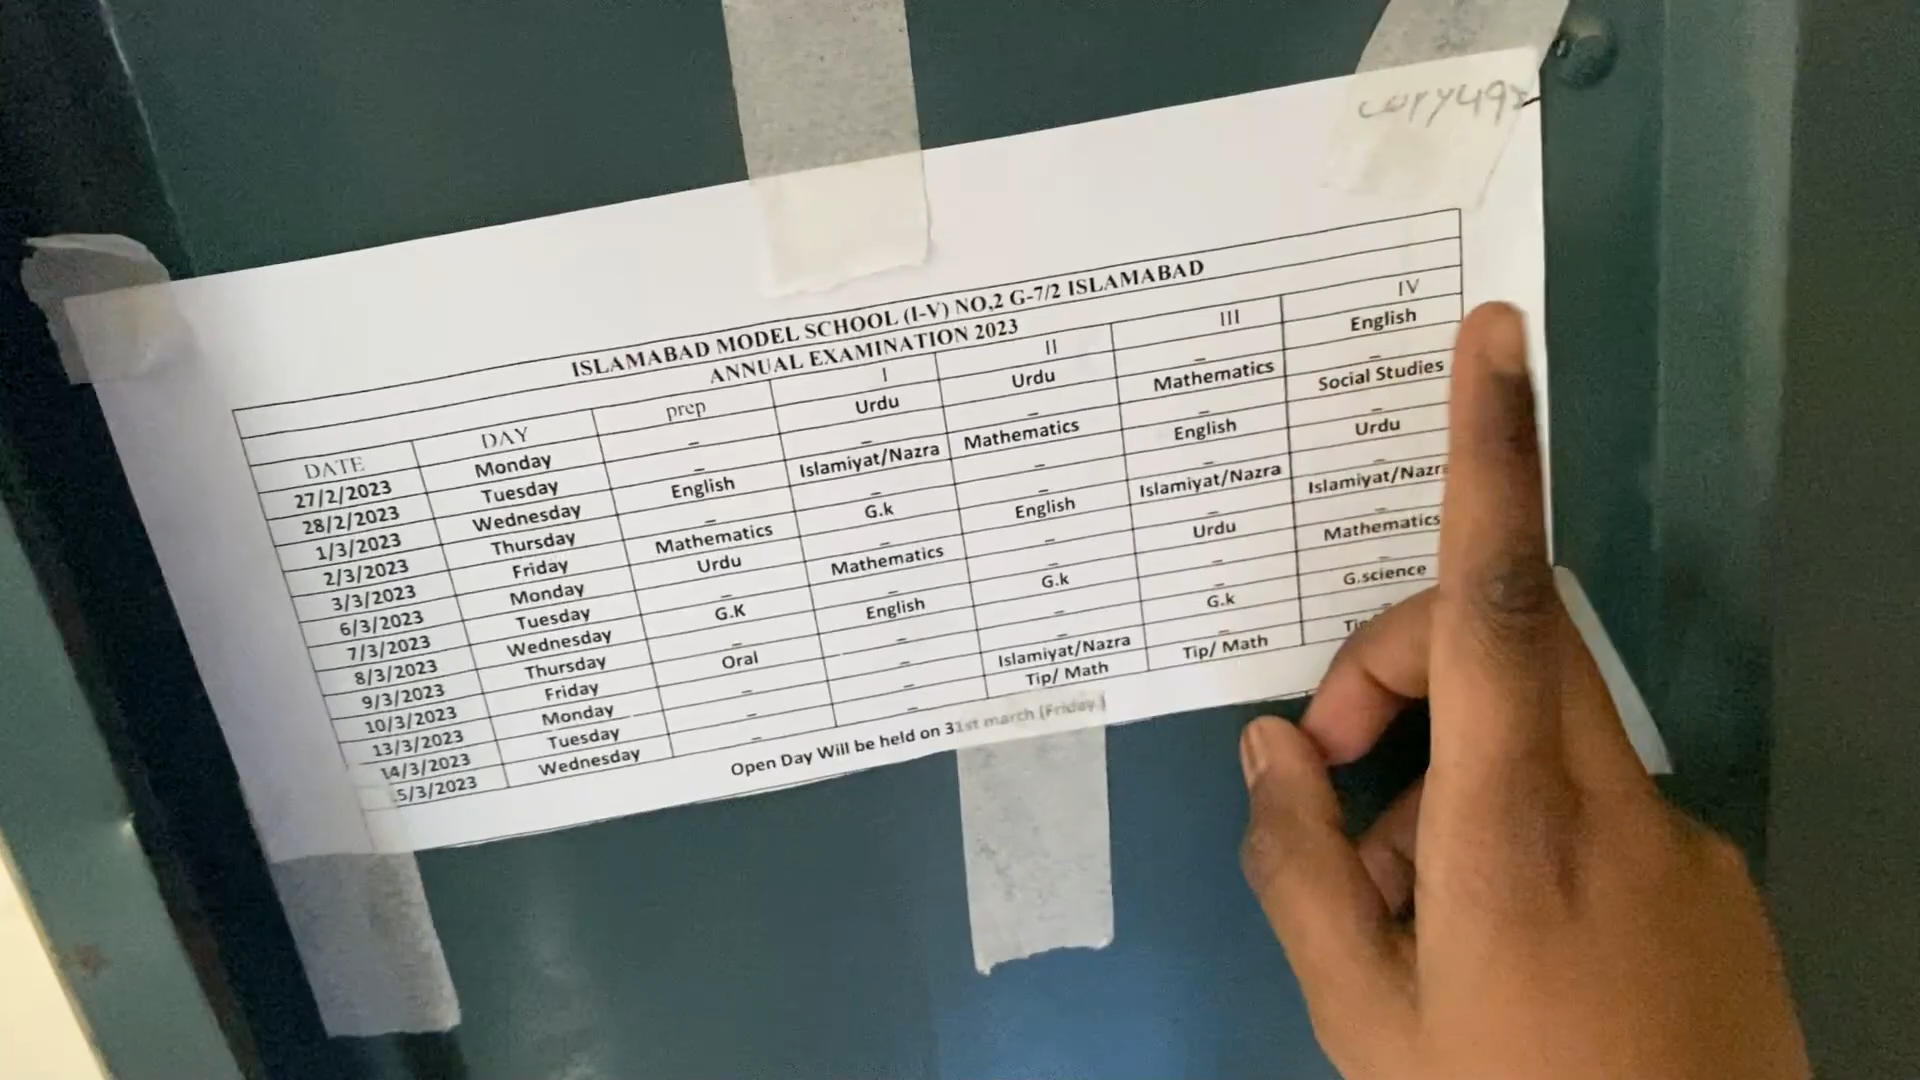 copy49x
ISLAMABAD MODEL SCHOOL (I-V) NO,2 G-7/2 ISLAMABAD
ANNUAL EXAMINATION 2023
DATE DAY prep I II III IV
27/2/2023 Monday – Urdu Urdu – English
28/2/2023 Tuesday – – – Mathematics –
1/3/2023 Wednesday English Islamiyat/Nazra Mathematics – Social Studies
2/3/2023 Thursday – – – English –
3/3/2023 Friday Mathematics G.k – – Urdu
6/3/2023 Monday Urdu – English Islamiyat/Nazra –
7/3/2023 Tuesday – Mathematics – Islamiyat/Nazr
8/3/2023 Wednesday G.K – – Urdu –
9/3/2023 Thursday – English G.k – Mathematics
10/3/2023 Friday Oral – – – –
13/3/2023 Monday – – – G.k G.science
14/3/2023 Tuesday – – Islamiyat/Nazra – –
5/3/2023 Wednesday – – Tip/ Math Tip/ Math
Open Day Will be held on 31st march (Friday )